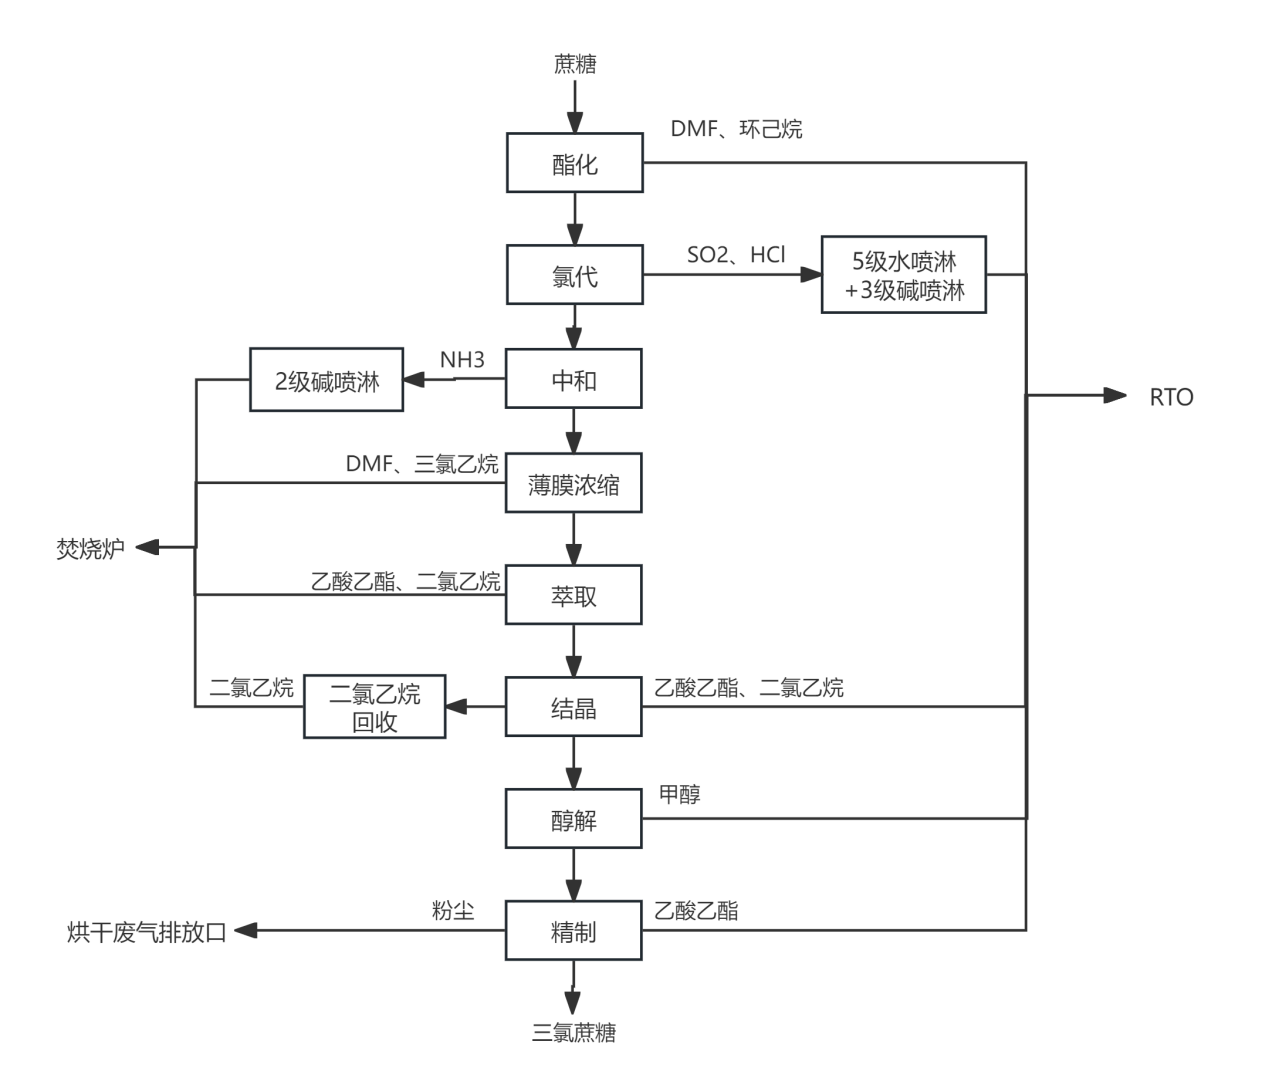 蔗糖
DMF、环己烷
酯化
SO2、HCl
5级水喷淋
+3级碱喷淋
氯代
NH3
2级碱喷淋
中和
RTO
DMF、三氯乙烷
薄膜浓缩
焚烧炉
乙酸乙酯、二氯乙烷
萃取
二氯乙烷
二氯乙烷
回收
结晶
乙酸乙酯、二氯乙烷
甲醇
醇解
粉尘
乙酸乙酯
烘干废气排放口
精制
三氯蔗糖